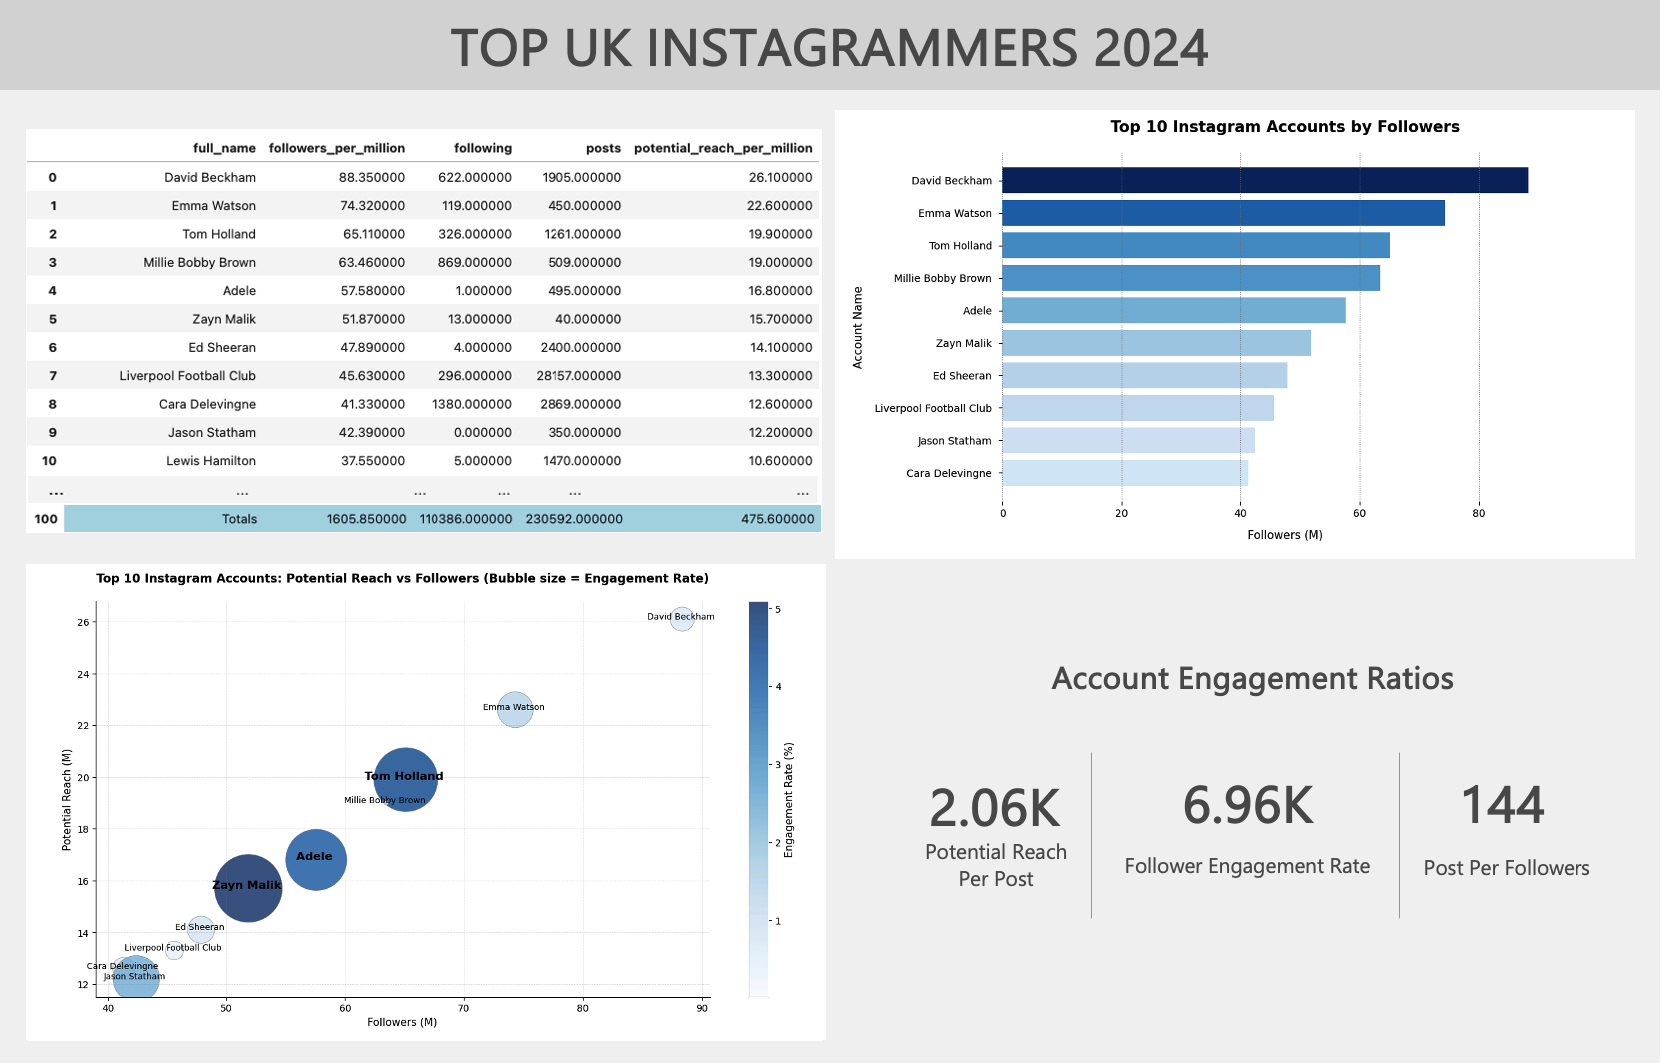 TOP UK INSTAGRAMMERS 2024
full_name followers_per_million following posts potential_reach_per_million
0 David Beckham 88.350000 622.000000 1905.000000 26.100000
1 Emma Watson 74.320000 119.000000 450.000000 22.600000
2 Tom Holland 65.110000 326.000000 1261.000000 19.900000
3 Millie Bobby Brown 63.460000 869.000000 509.000000 19.000000
4 Adele 57.580000 1.000000 495.000000 16.800000
5 Zayn Malik 51.870000 13.000000 40.000000 15.700000
6 Ed Sheeran 47.890000 4.000000 2400.000000 14.100000
7 Liverpool Football Club 45.630000 296.000000 28157.000000 13.300000
8 Cara Delevingne 41.330000 1380.000000 2869.000000 12.600000
9 Jason Statham 42.390000 0.000000 350.000000 12.200000
10 Lewis Hamilton 37.550000 5.000000 1470.000000 10.600000
... ... ... ... ... ...
100 Totals 1605.850000 110386.000000 230592.000000 475.600000
Top 10 Instagram Accounts by Followers
Account Name
David Beckham
Emma Watson
Tom Holland
Millie Bobby Brown
Adele
Zayn Malik
Ed Sheeran
Liverpool Football Club
Jason Statham
Cara Delevingne
0 20 40 60 80
Followers (M)
Top 10 Instagram Accounts: Potential Reach vs Followers (Bubble size = Engagement Rate)
Potential Reach (M)
26
24
22
20
18
16
14
12
David Beckham
Emma Watson
Tom Holland
Millie Bobby Brown
Adele
Zayn Malik
Ed Sheeran
Liverpool Football Club
Cara Delevingne
Jason Statham
40 50 60 70 80 90
Followers (M)
5
4
3
2
1
Engagement Rate (%)
Account Engagement Ratios
2.06K
Potential Reach
Per Post
6.96K
Follower Engagement Rate
144
Post Per Followers